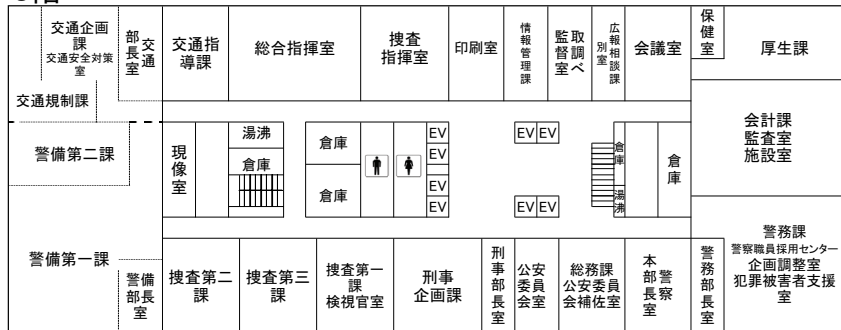 交通企画
課
交通安全対策
室
交通
部長室
交通指
導課
総合指揮室
捜査
指揮室
印刷室
情報管理課
取調べ
監督室
広報相談課
別室
会議室
保健室
厚生課
交通規制課
警備第二課
現像室
湯沸
倉庫
倉庫
倉庫
EV
EV
EV
EV
EV EV
EV EV
倉庫
湯沸
倉庫
会計課
監査室
施設室
警備第一課
警備
部長室
捜査第二
課
捜査第三
課
捜査第一
課
検視官室
刑事
企画課
刑事部長室
公安
委員
会室
総務課
公安委員
会補佐室
警察
本部長室
警務部長室
警務課
警察職員採用センター
企画調整室
犯罪被害者支援
室